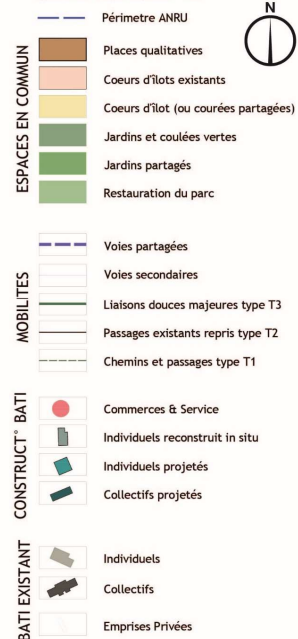 N
Périmetre ANRU
ESPACES EN COMMUN
Places qualitatives
Coeurs d'îlots existants
Coeurs d'îlot (ou courées partagées)
Jardins et coulées vertes
Jardins partagés
Restauration du parc
MOBILITES
Voies partagées
Voies secondaires
Liaisons douces majeures type T3
Passages existants repris type T2
Chemins et passages type T1
CONSTRUCT° BATI
Commerces & Service
Individuels reconstruit in situ
Individuels projetés
Collectifs projetés
BATI EXISTANT
Individuels
Collectifs
Emprises Privées